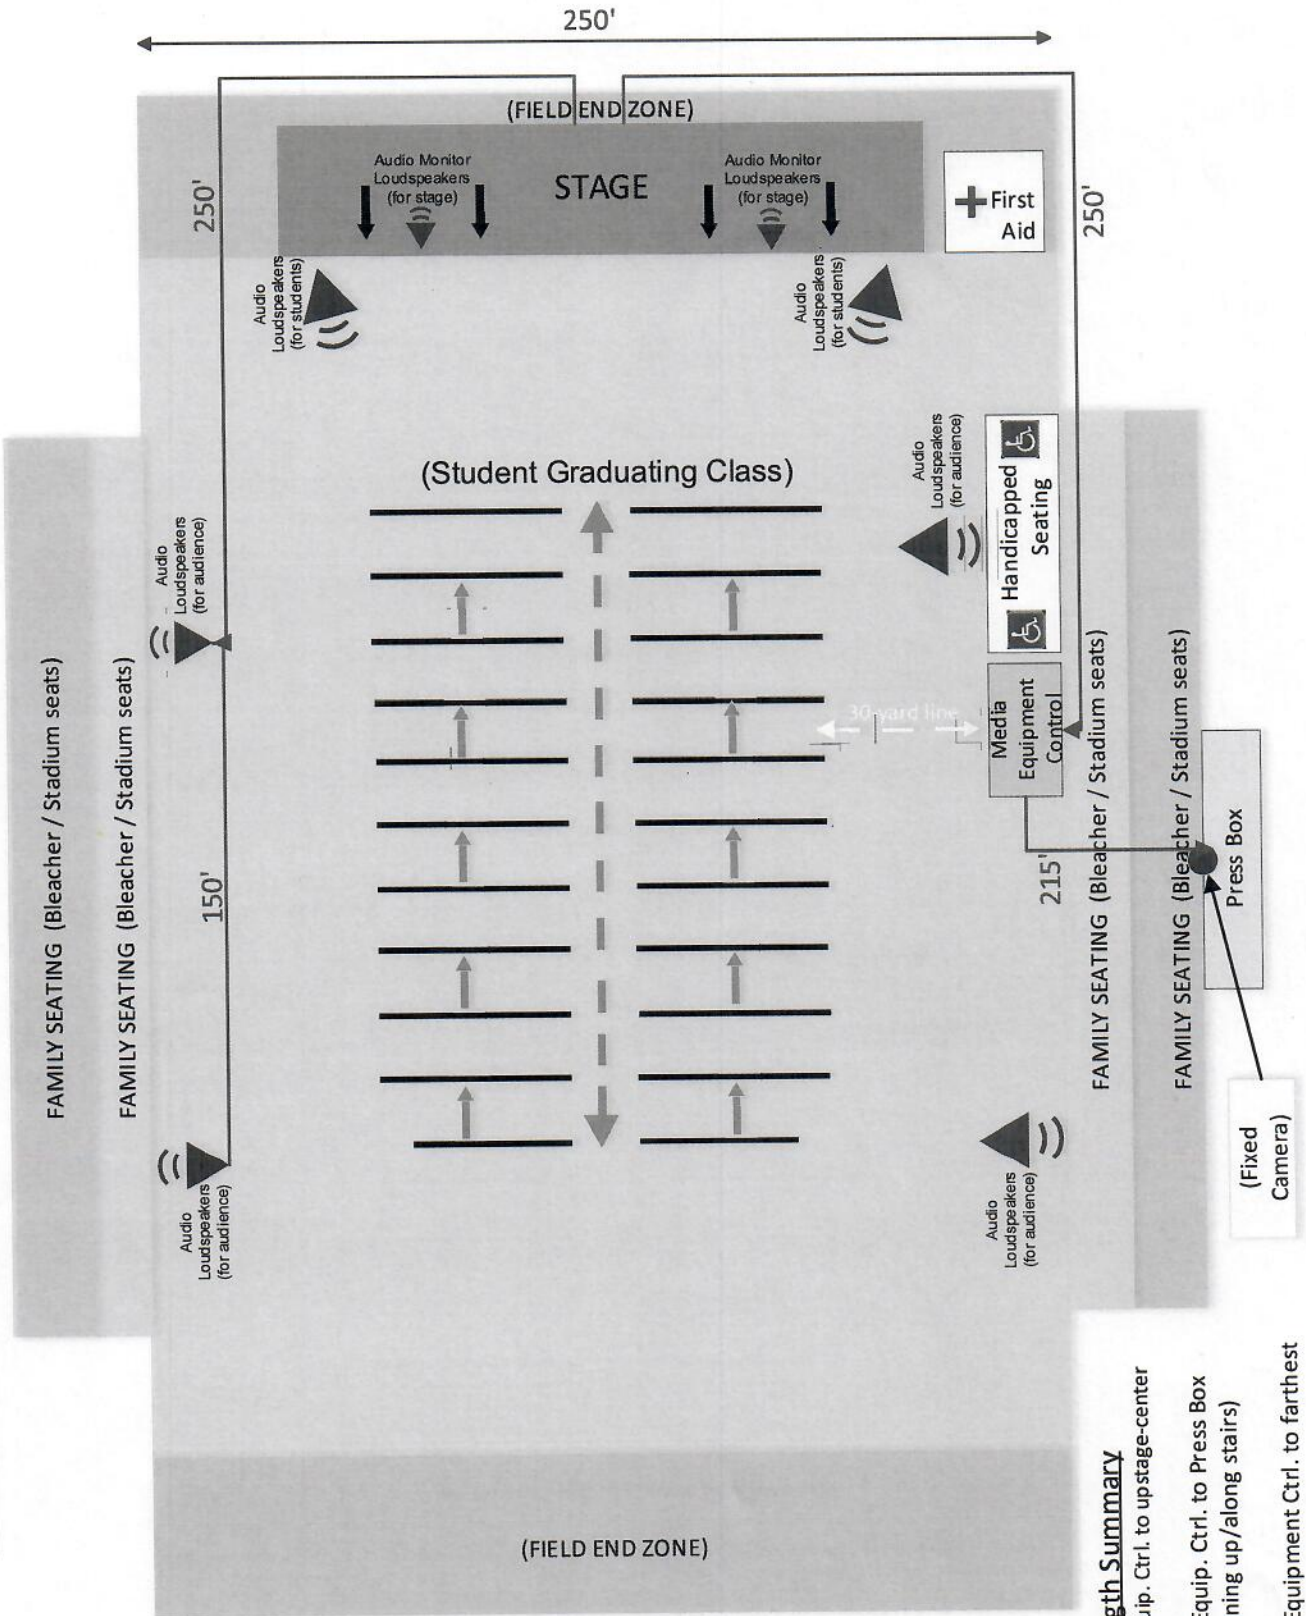 250'
(FIELD END ZONE)
250'
Audio Monitor
Loudspeakers
(for stage)
STAGE
Audio Monitor
Loudspeakers
(for stage)
First
Aid
250'
Audio
Loudspeakers
(for students)
Audio
Loudspeakers
(for students)
(Student Graduating Class)
Audio
Loudspeakers
(for audience)
Handicapped
Seating
Audio
Loudspeakers
(for audience)
FAMILY SEATING (Bleacher / Stadium seats)
FAMILY SEATING (Bleacher / Stadium seats)
30-yard line
Media
Equipment
Control
FAMILY SEATING (Bleacher / Stadium seats)
FAMILY SEATING (Bleacher / Stadium seats)
150'
215'
Press Box
Audio
Loudspeakers
(for audience)
Audio
Loudspeakers
(for audience)
(Fixed
Camera)
(FIELD END ZONE)
Summary
Ctrl. to upstage-center
Equip. Ctrl. to Press Box
up/along stairs)
Equipment Ctrl. to farthest